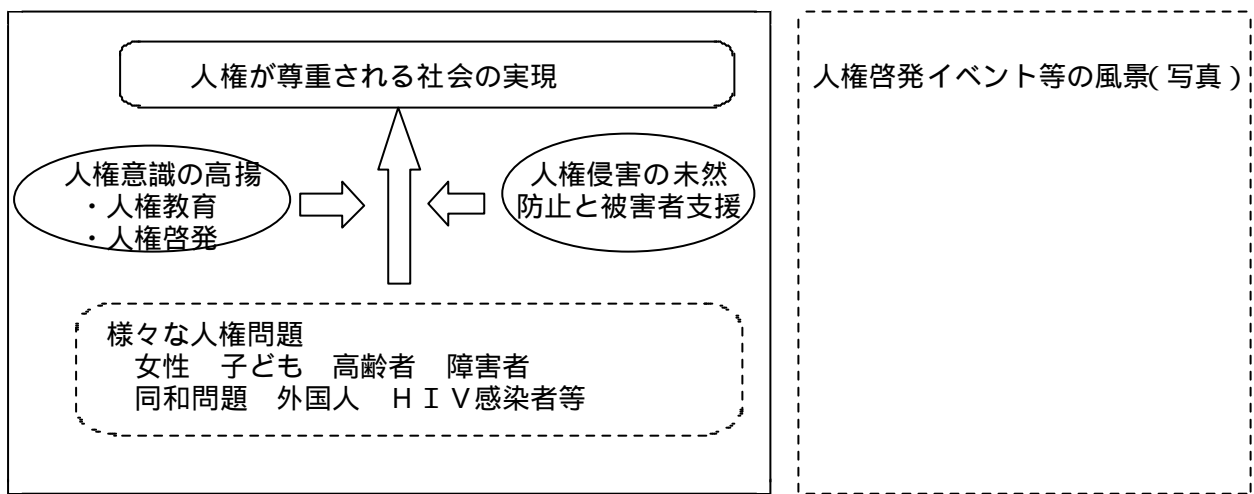 人権が尊重される社会の実現
人権意識の高揚
・人権教育
・人権啓発
人権侵害の未然
防止と被害者支援
様々な人権問題
女性 子ども 高齢者 障害者
同和問題 外国人 ＨＩＶ感染者等
人権啓発イベント等の風景(写真)